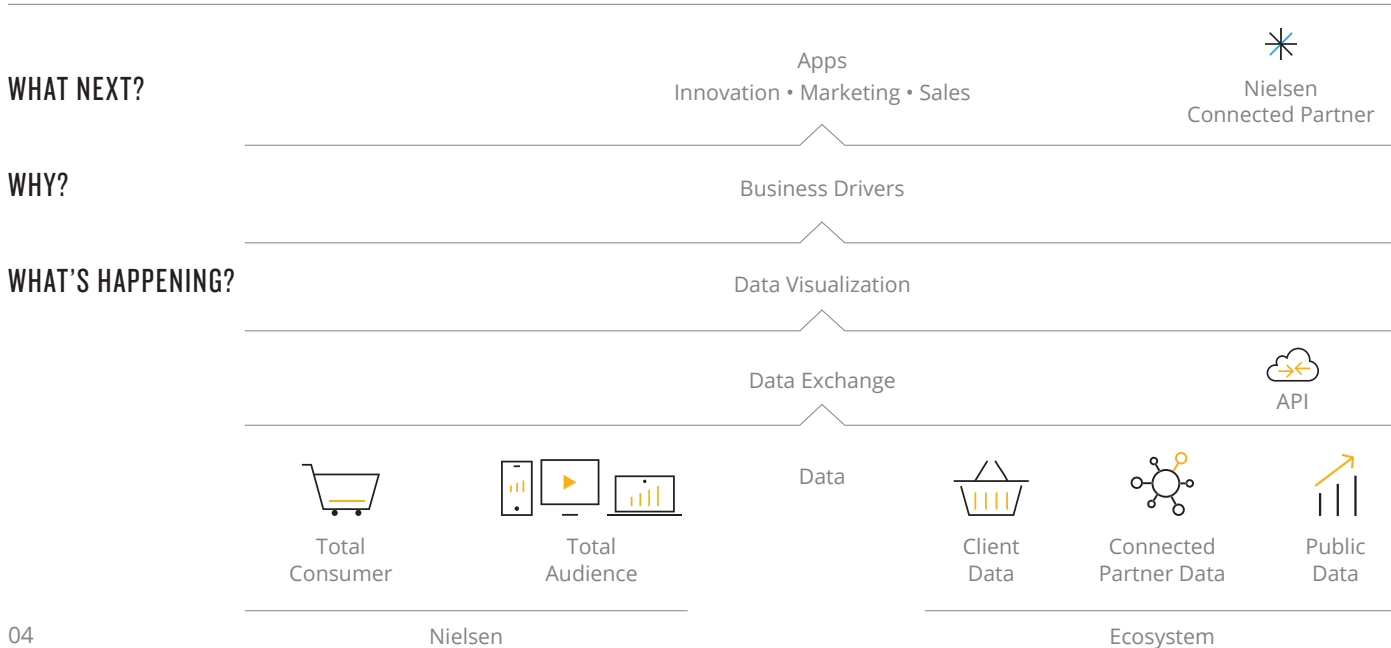 WHAT NEXT?
Apps
Innovation • Marketing • Sales
Nielsen
Connected Partner
WHY?
Business Drivers
WHAT’S HAPPENING?
Data Visualization
Data Exchange
API
Data
Total
Consumer
Total
Audience
Client
Data
Connected
Partner Data
Public
Data
04
Nielsen
Ecosystem